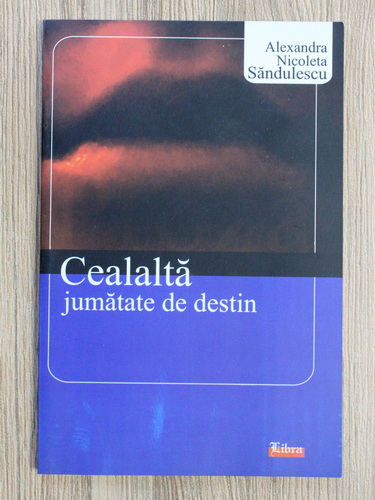 Alexandra
Nicoleta
Săndulescu
Cealaltă
jumătate de destin
Libra